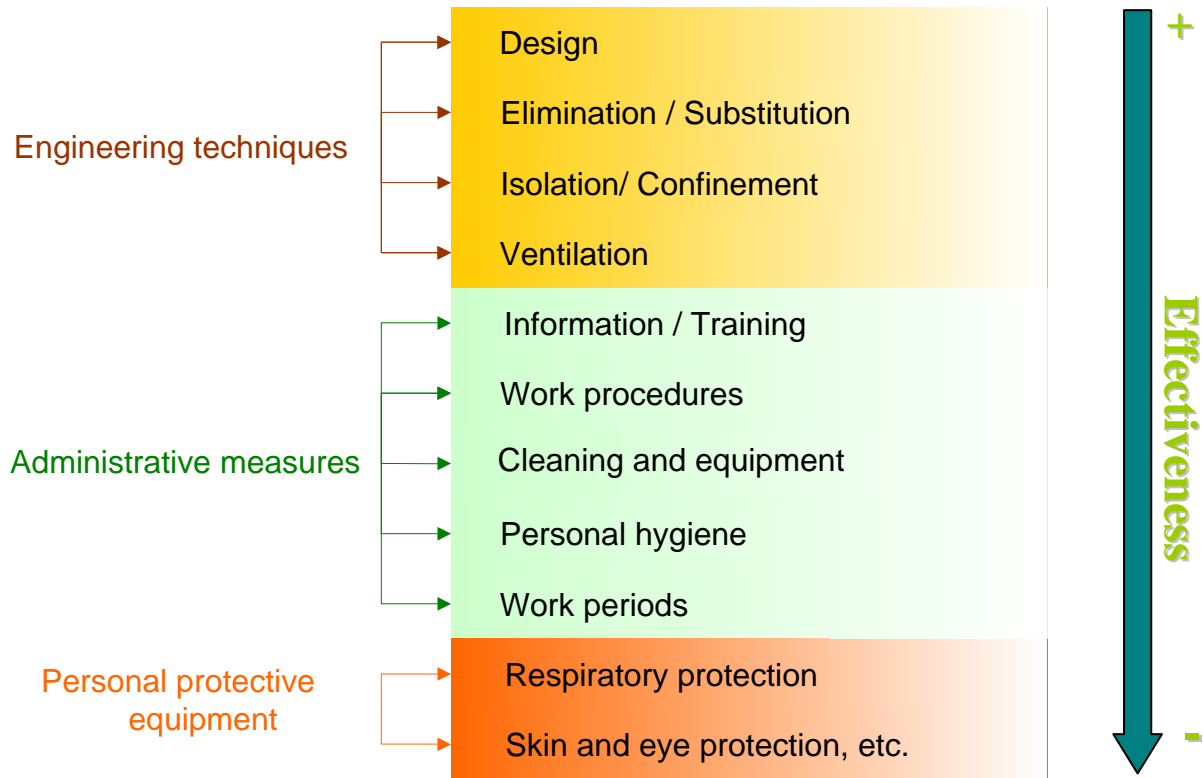 Engineering techniques
Design
Elimination / Substitution
Isolation/ Confinement
Ventilation
Administrative measures
Information / Training
Work procedures
Cleaning and equipment
Personal hygiene
Work periods
Personal protective
equipment
Respiratory protection
Skin and eye protection, etc.
+
Effectiveness
-